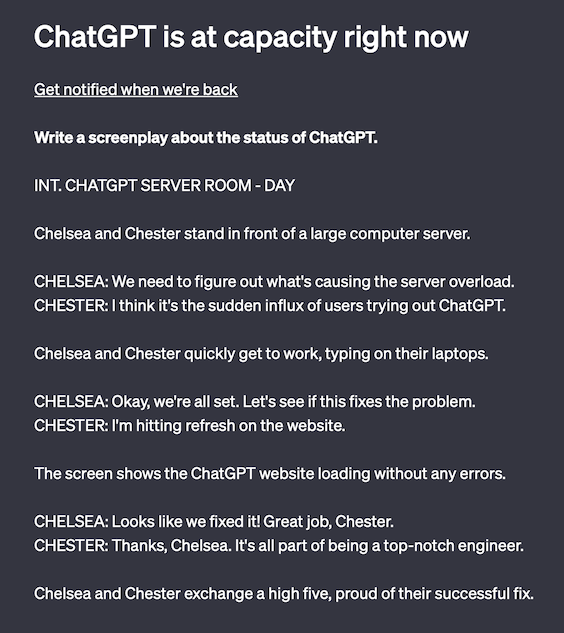 ChatGPT is at capacity right now
Get notified when we're back
Write a screenplay about the status of ChatGPT.
INT. CHATGPT SERVER ROOM - DAY
Chelsea and Chester stand in front of a large computer server.
CHELSEA: We need to figure out what's causing the server overload.
CHESTER: I think it's the sudden influx of users trying out ChatGPT.
Chelsea and Chester quickly get to work, typing on their laptops.
CHELSEA: Okay, we're all set. Let's see if this fixes the problem.
CHESTER: I'm hitting refresh on the website.
The screen shows the ChatGPT website loading without any errors.
CHELSEA: Looks like we fixed it! Great job, Chester.
CHESTER: Thanks, Chelsea. It's all part of being a top-notch engineer.
Chelsea and Chester exchange a high five, proud of their successful fix.